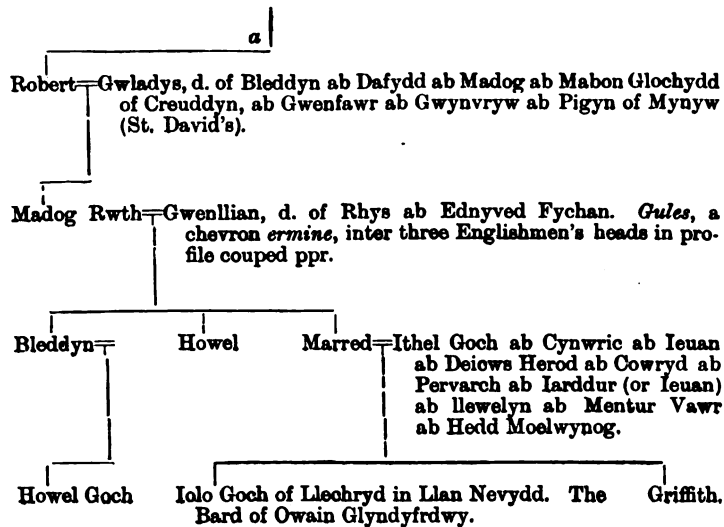 a
Robert=Gwladys, d. of Bleddyn ab Dafydd ab Madog ab Mabon Glochydd
of Creuddyn, ab Gwenfawr ab Gwynvryw ab Pigyn of Mynyw
(St. David's).
Madog Rwth=Gwenllian, d. of Rhys ab Ednyved Fychan. Gules, a
chevron ermine, inter three Englishmen's heads in pro-
file couped ppr.
Bleddyn= Howel Marred=Ithel Goch ab Cynwric ab Ieuan
ab Deiows Herod ab Cowryd ab
Pervarch ab Iarddur (or Ieuan)
ab llewelyn ab Mentur Vawr
ab Hedd Moelwynog.
Howel Goch Iolo Goch of Llechryd in Llan Nevydd. The Griffith.
Bard of Owain Glyndyfrdwy.